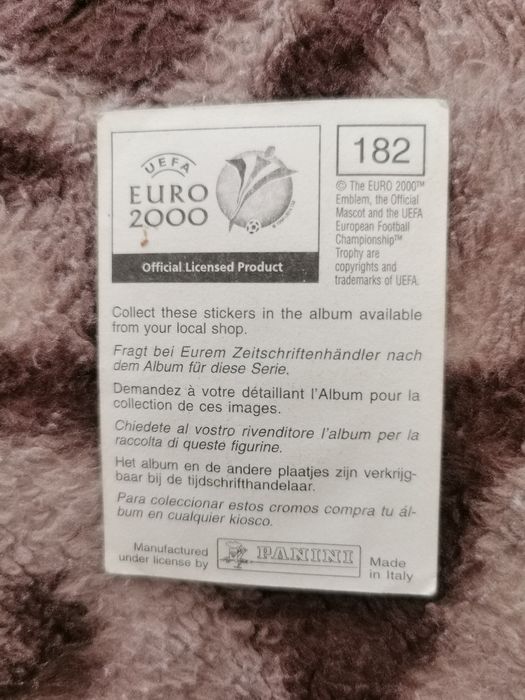 UEFA
EURO
2000
Official Licensed Product
182
© The EURO 2000™
Emblem, the Official
Mascot and the UEFA
European Football
Championship™
Trophy are
copyrights and
trademarks of UEFA.
Collect these stickers in the album available
from your local shop.
Fragt bei Eurem Zeitschriftenhändler nach
dem Album für diese Serie.
Demandez à votre détaillant l'Album pour la
collection de ces images.
Chiedete al vostro rivenditore l'album per la
raccolta di queste figurine.
Het album en de andere plaatjes zijn verkrijg-
baar bij de tijdschrifthandelaar.
Para coleccionar estos cromos compra tu ál-
bum en cualquier kiosco.
Manufactured
under license by
PANINI
Made
in Italy